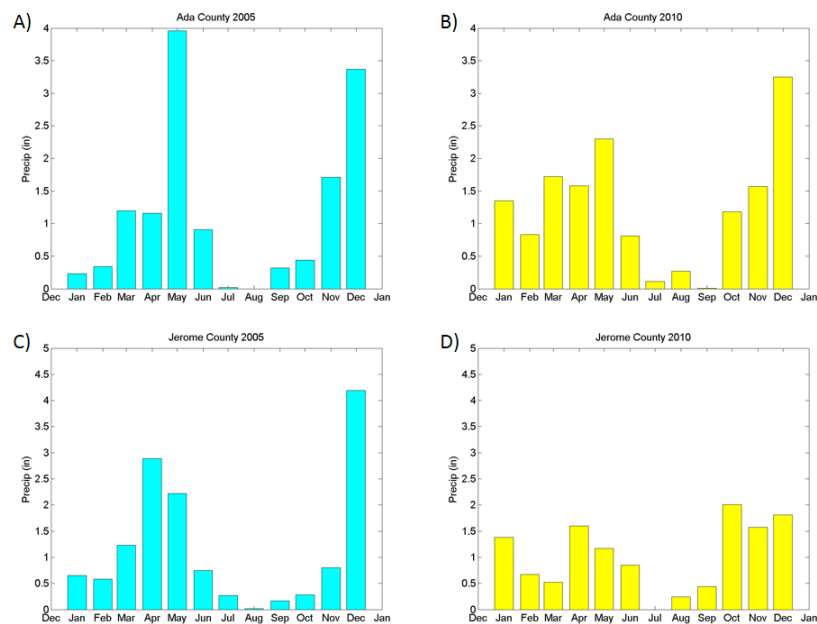 A)
Ada County 2005
Precip (in)
4
3.5
3
2.5
2
1.5
1
0.5
0
Dec Jan Feb Mar Apr May Jun Jul Aug Sep Oct Nov Dec Jan
B)
Ada County 2010
Precip (in)
4
3.5
3
2.5
2
1.5
1
0.5
0
Dec Jan Feb Mar Apr May Jun Jul Aug Sep Oct Nov Dec Jan
C)
Jerome County 2005
Precip (in)
5
4.5
4
3.5
3
2.5
2
1.5
1
0.5
0
Dec Jan Feb Mar Apr May Jun Jul Aug Sep Oct Nov Dec Jan
D)
Jerome County 2010
Precip (in)
5
4.5
4
3.5
3
2.5
2
1.5
1
0.5
0
Dec Jan Feb Mar Apr May Jun Jul Aug Sep Oct Nov Dec Jan